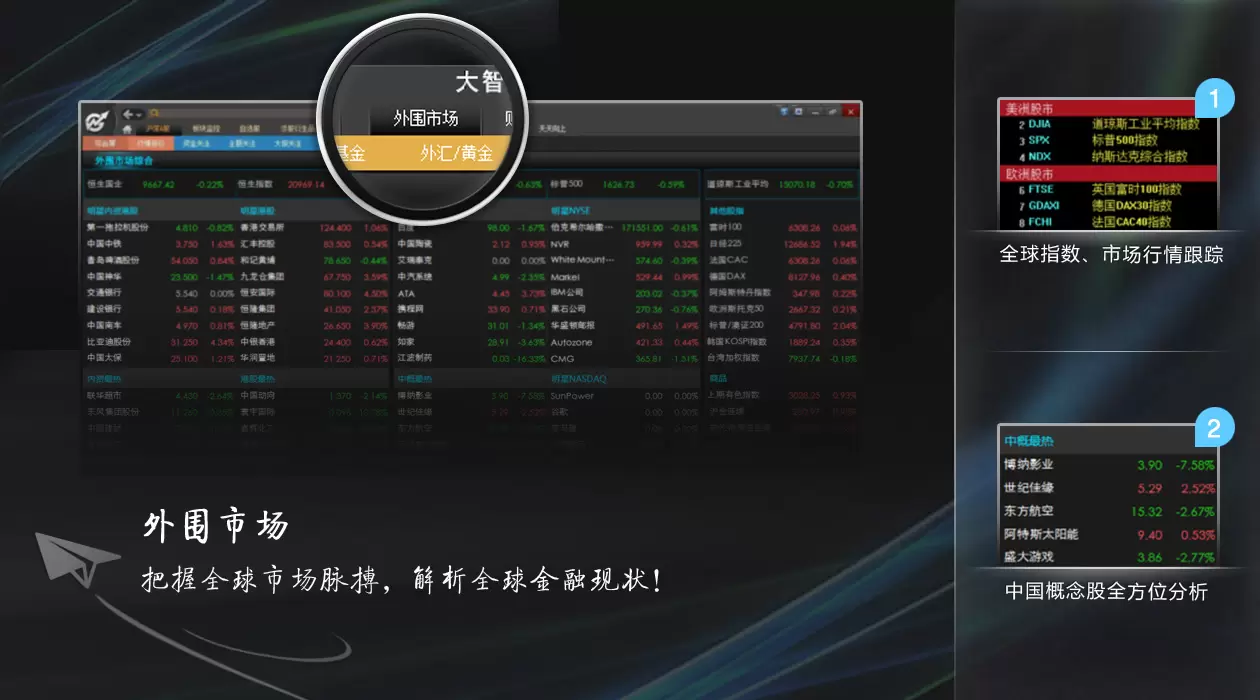 大智
外围市场
基金 外汇/黄金
天天向上
外围市场综合
恒生国企 9667.42 -0.22% 恒生指数 20969.14 -0.63% 标普500 1626.73 -0.59% 道琼斯工业平均 15070.18 -0.70%
明星内资港股 明星港股 明星NYSE 其他股指
第一拖拉机股份 4.810 -0.82% 香港交易所 124.400 1.06% 百度 98.00 -1.67% 伯克希尔哈撒… 171551.00 -0.61% 富时100 6308.26 0.06%
中国中铁 3.750 1.63% 汇丰控股 83.500 0.54% 中国陶瓷 2.12 0.95% NVR 959.99 0.32% 日经225 12686.52 1.94%
青岛啤酒股份 54.050 0.64% 和记黄埔 78.650 -0.44% 艾瑞泰克 0.00 0.00% White Mount… 574.60 -0.39% 法国CAC 6308.26 0.06%
中国神华 23.500 -1.47% 九龙仓集团 67.750 3.59% 中汽系统 4.99 -2.35% Markel 529.44 0.99% 德国DAX 8127.96 0.40%
交通银行 5.540 0.00% 恒安国际 80.100 4.50% ATA 4.45 3.73% IBM公司 203.02 -0.37% 阿姆斯特丹指数 347.98 0.22%
建设银行 5.540 0.18% 恒隆集团 41.050 2.37% 携程网 33.90 0.71% 黑石公司 270.36 -0.76% 欧洲斯托克50 2667.32 0.21%
中国南车 4.970 0.81% 恒隆地产 26.650 3.90% 畅游 31.01 -1.34% 华盛顿邮报 491.65 1.49% 标普/澳证200 4791.80 2.04%
比亚迪股份 31.250 4.34% 中银香港 24.400 0.62% 如家 28.91 -3.63% Autozone 421.33 0.44% 韩国KOSPI指数 1889.24 0.35%
中国太保 25.100 1.21% 华润置地 21.250 0.71% 江波制药 0.03 -16.33% CMG 365.81 -1.31% 台湾加权指数 7937.74 -0.18%
内资最热 港股最热 中概最热 明星NASDAQ 商品
联华超市 4.430 -2.64% 中国动向 1.370 -2.14% 博纳影业 3.90 -7.58% SunPower 0.00 0.00% 上期有色指数 0.93%
东风集团股份 寰宇国际 世纪佳缘 5.29 2.52% 谷歌 0.00 0.00%
东方航空
外围市场
把握全球市场脉搏，解析全球金融现状！
1
美洲股市
2 DJIA 道琼斯工业平均指数
3 SPX 标普500指数
4 NDX 纳斯达克综合指数
欧洲股市
6 FTSE 英国富时100指数
7 GDAXI 德国DAX30指数
8 FCHI 法国CAC40指数
全球指数、市场行情跟踪
2
中概最热
博纳影业 3.90 -7.58%
世纪佳缘 5.29 2.52%
东方航空 15.32 -2.67%
阿特斯太阳能 9.40 0.53%
盛大游戏 3.86 -2.77%
中国概念股全方位分析